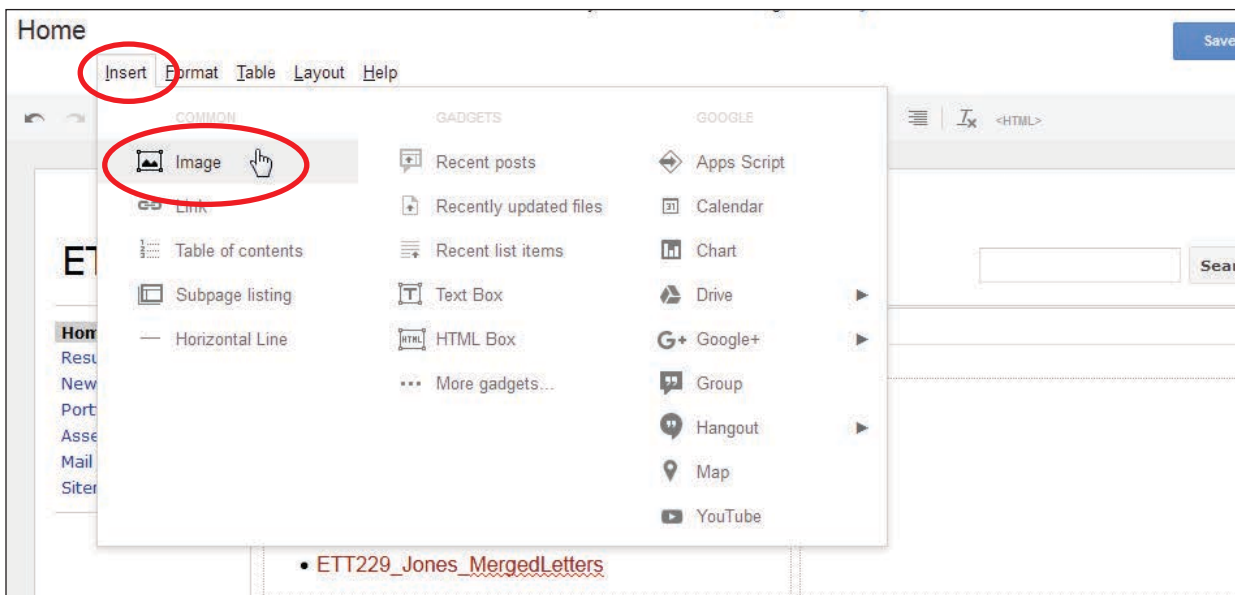 Home
Save
Insert Format Table Layout Help
COMMON GADGETS GOOGLE
<HTML>
Image Recent posts Apps Script
Link Recently updated files 31 Calendar
Table of contents Recent list items Chart
Subpage listing Text Box Drive
Horizontal Line HTML HTML Box G+ Google+
More gadgets... Group
Hangout
Map
YouTube
ETT229_Jones_MergedLetters